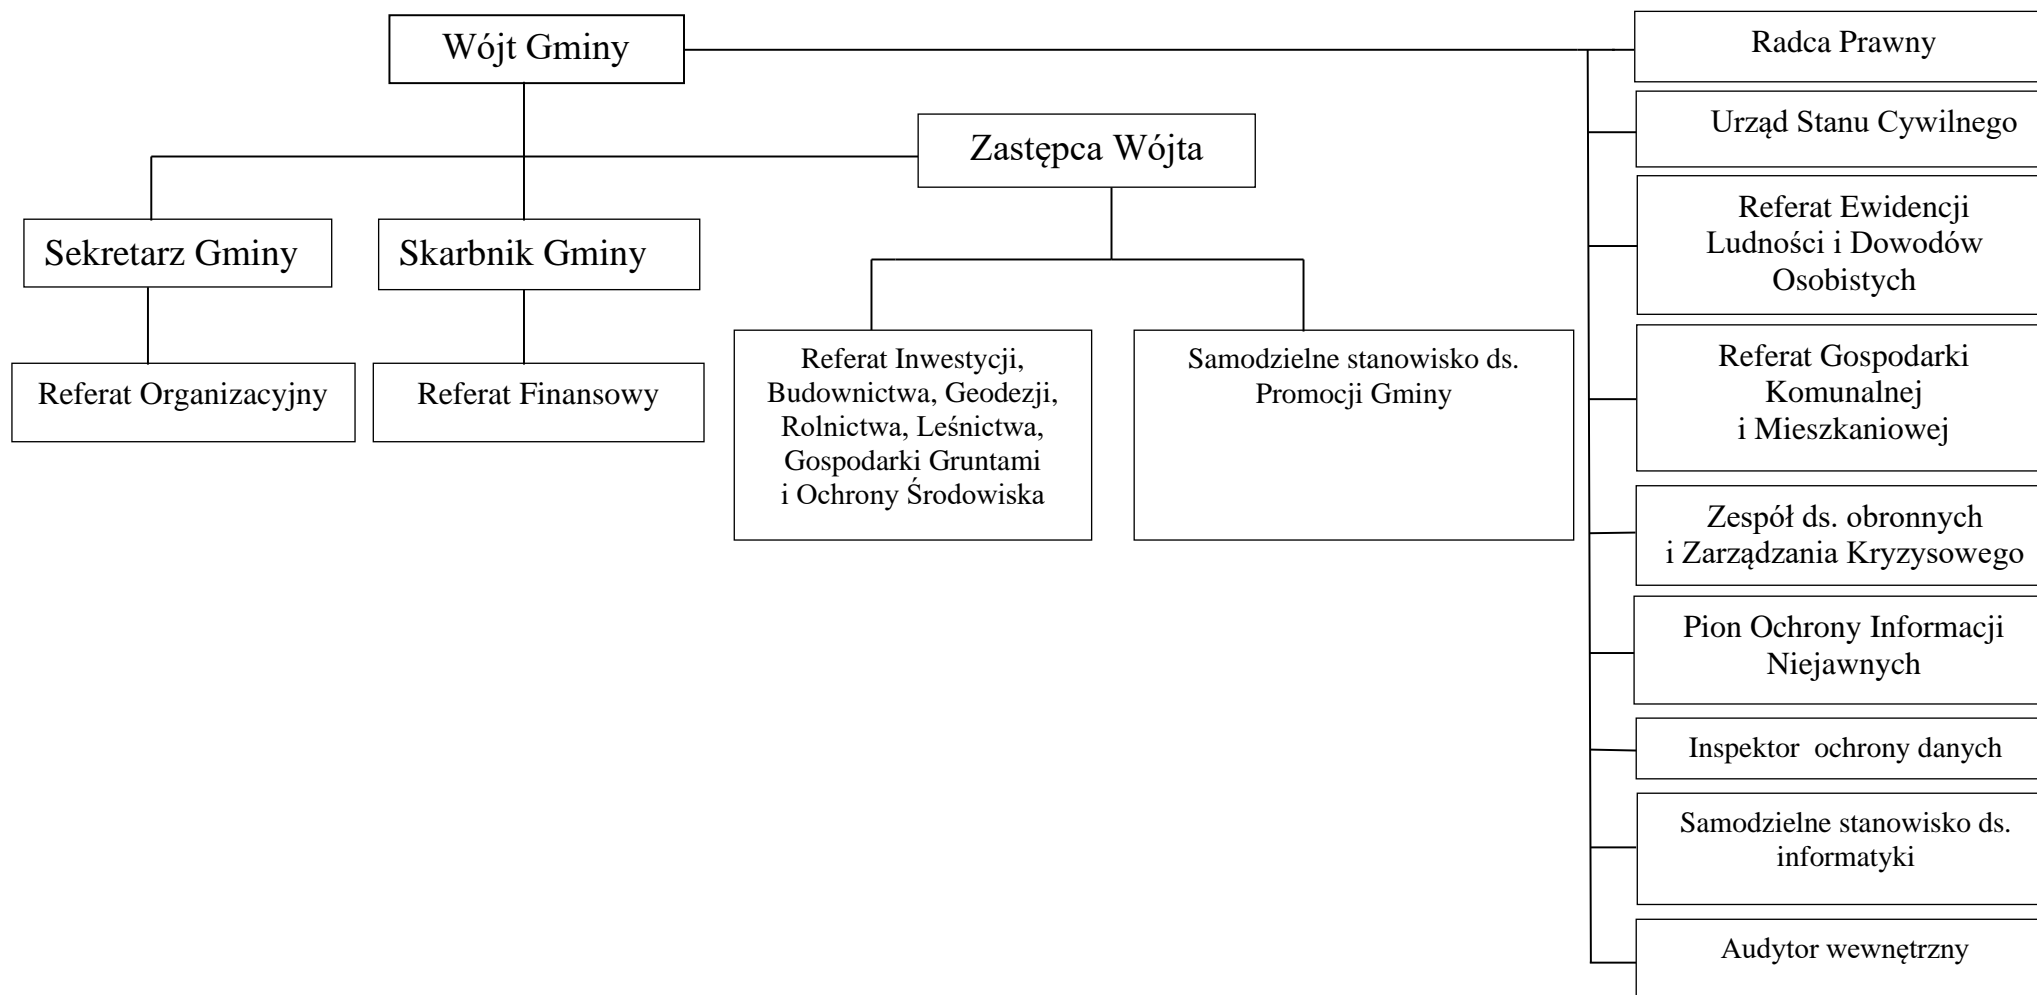 Wójt Gminy
Zastępca Wójta
Sekretarz Gminy
Skarbnik Gminy
Referat Organizacyjny
Referat Finansowy
Referat Inwestycji,
Budownictwa, Geodezji,
Rolnictwa, Leśnictwa,
Gospodarki Gruntami
i Ochrony Środowiska
Samodzielne stanowisko ds.
Promocji Gminy
Radca Prawny
Urząd Stanu Cywilnego
Referat Ewidencji
Ludności i Dowodów
Osobistych
Referat Gospodarki
Komunalnej
i Mieszkaniowej
Zespół ds. obronnych
i Zarządzania Kryzysowego
Pion Ochrony Informacji
Niejawnych
Inspektor  ochrony danych
Samodzielne stanowisko ds.
informatyki
Audytor wewnętrzny